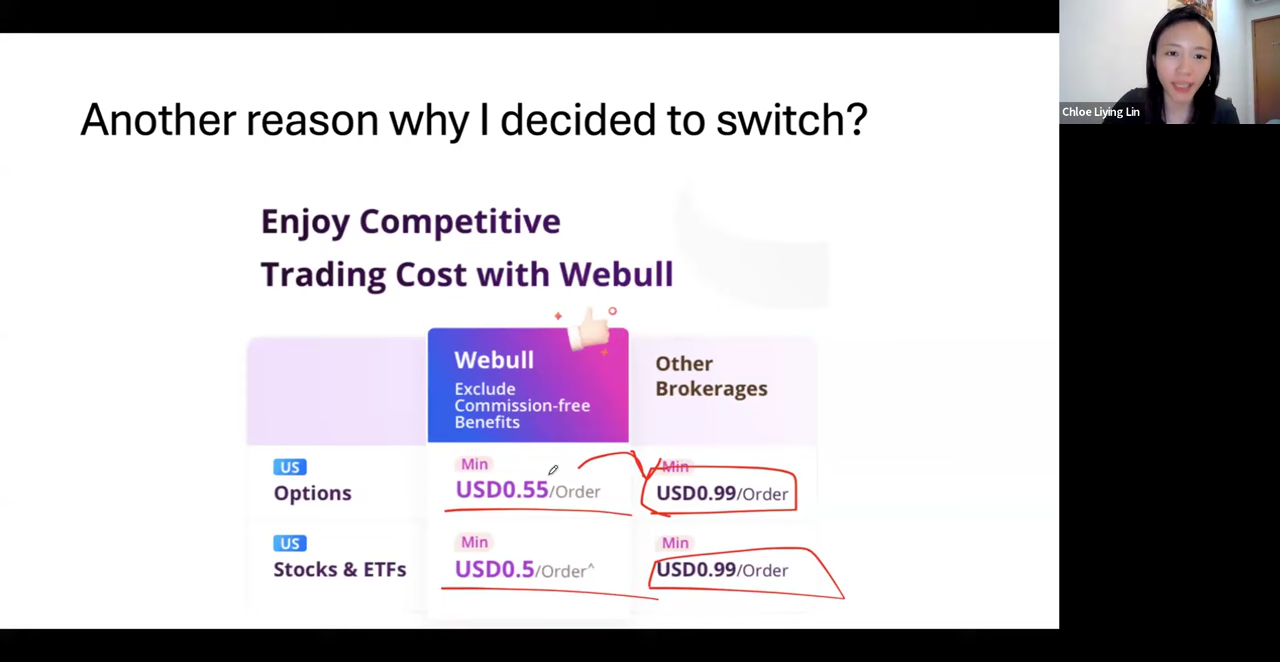 Chloe Liying Lin
Another reason why I decided to switch?
Enjoy Competitive
Trading Cost with Webull
Webull
Exclude
Commission-free
Benefits
Other
Brokerages
US
Options
Min
USD0.55/Order
Min
USD0.99/Order
US
Stocks & ETFs
Min
USD0.5/Order^
Min
USD0.99/Order